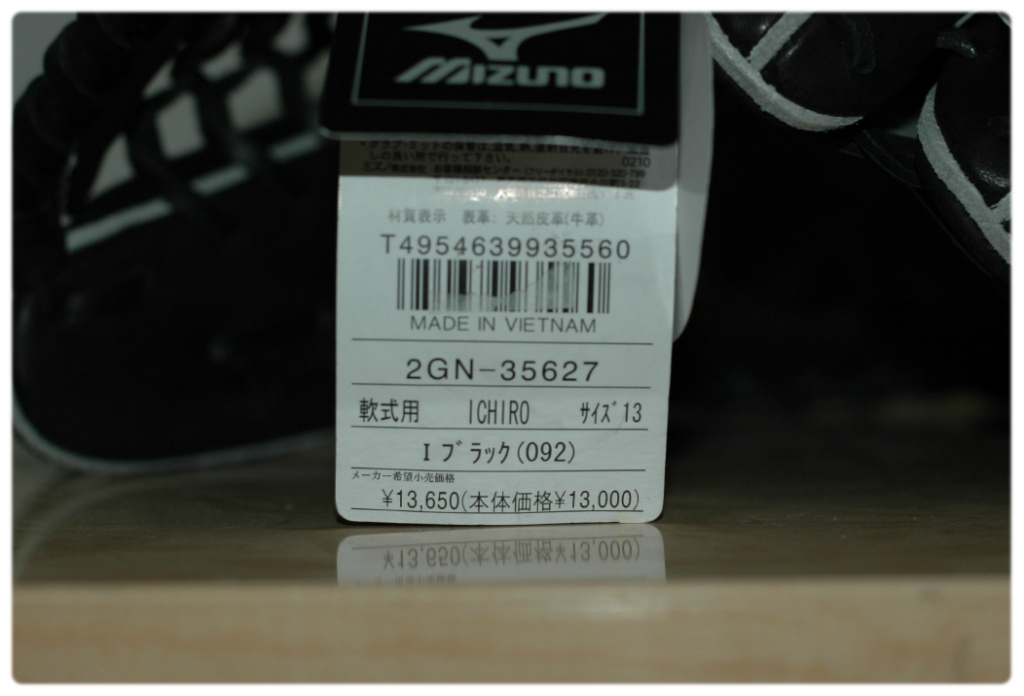 MIZUNO
0210
材質表示 表革: 天然皮革(牛革)
T4954639935560
MADE IN VIETNAM
2GN-35627
軟式用 ICHIRO ｻｲｽﾞ13
I ﾌﾞﾗｯｸ(092)
メーカー希望小売価格
¥13,650(本体価格¥13,000)